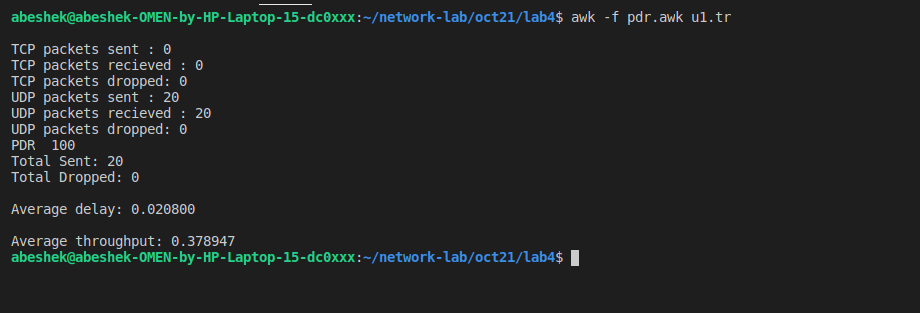 abeshek@abeshek-OMEN-by-HP-Laptop-15-dc0xxx:~/network-lab/oct21/lab4$ awk -f pdr.awk u1.tr
TCP packets sent : 0
TCP packets recieved : 0
TCP packets dropped: 0
UDP packets sent : 20
UDP packets recieved : 20
UDP packets dropped: 0
PDR  100
Total Sent: 20
Total Dropped: 0
Average delay: 0.020800
Average throughput: 0.378947
abeshek@abeshek-OMEN-by-HP-Laptop-15-dc0xxx:~/network-lab/oct21/lab4$